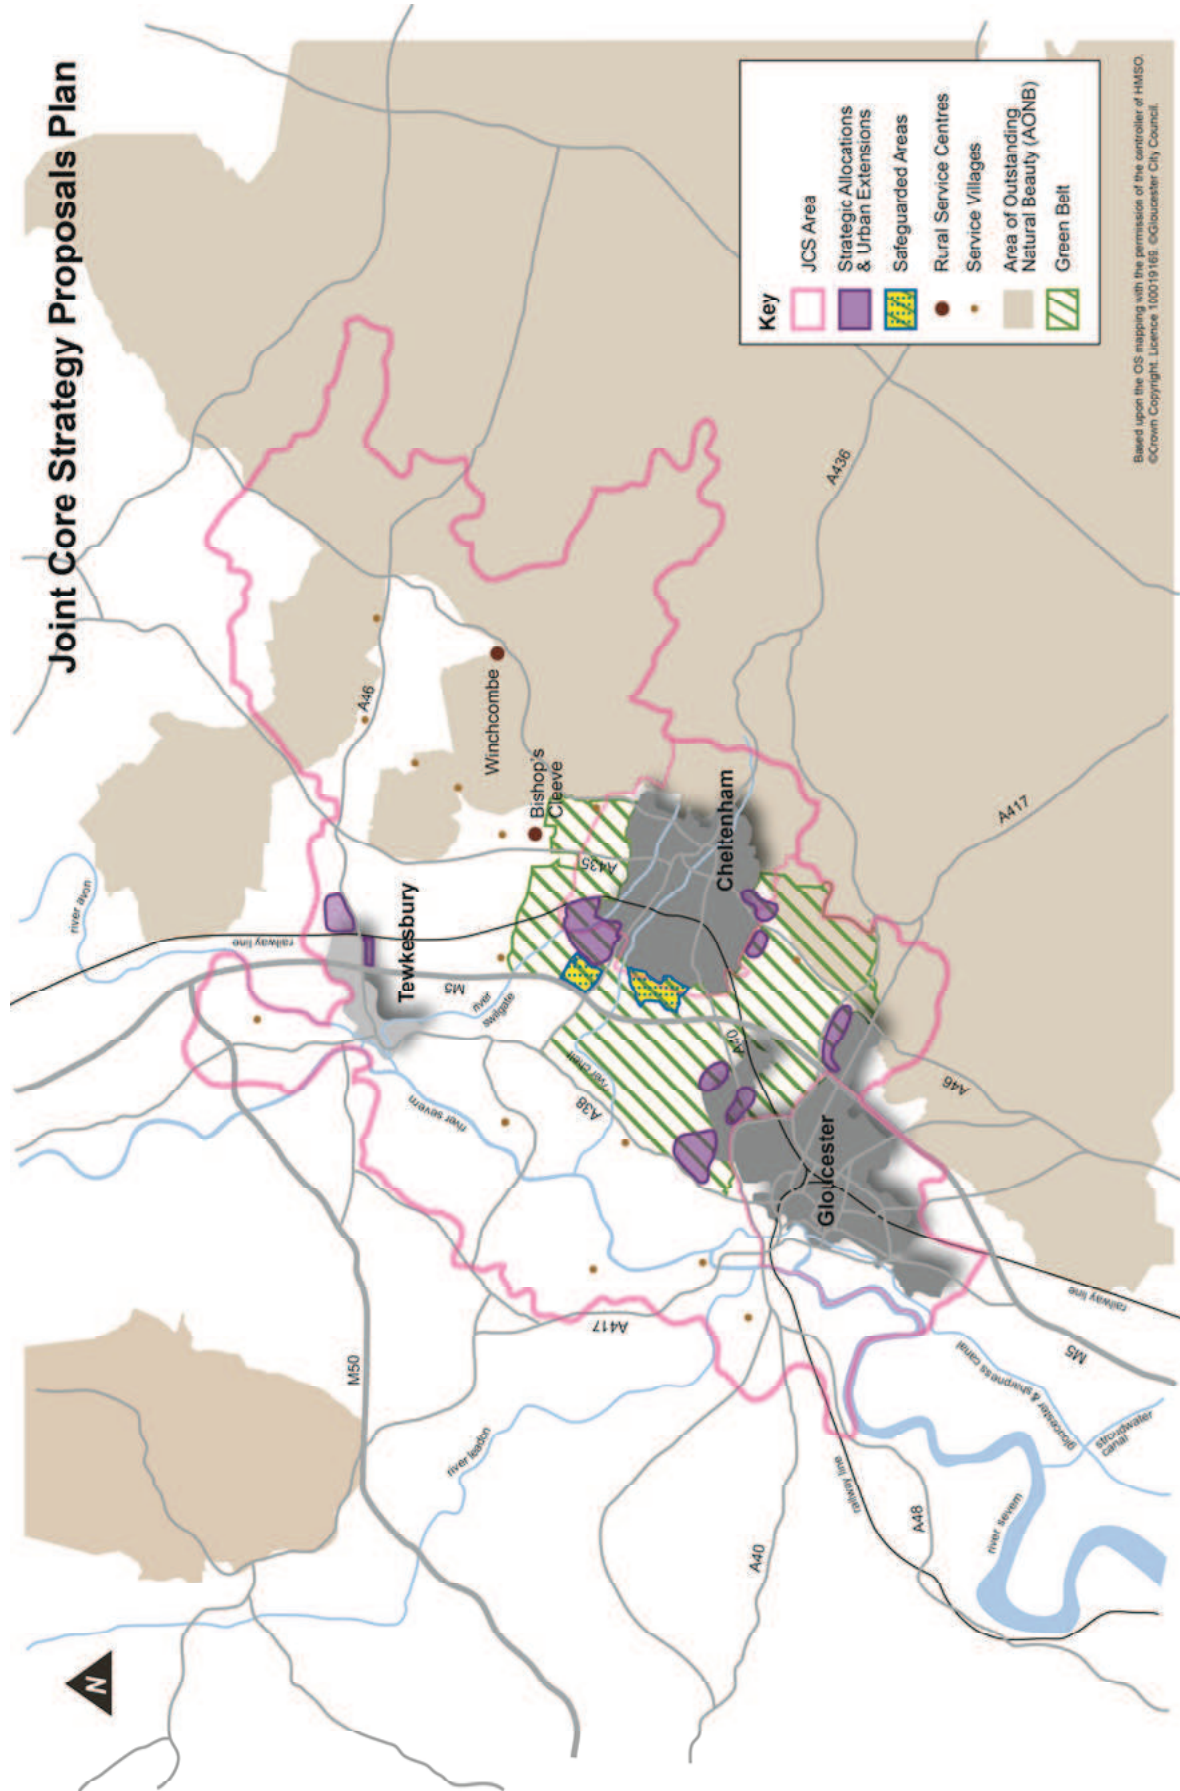 Joint Core Strategy Proposals Plan
N
Key
JCS Area
Strategic Allocations
& Urban Extensions
Safeguarded Areas
Rural Service Centres
Service Villages
Area of Outstanding
Natural Beauty (AONB)
Green Belt
river avon
railway line
M5
Tewkesbury
A46
Winchcombe
Bishop's
Cleeve
A435
river
swilgate
M50
river severn
A38
river chelt
river leadon
A417
Cheltenham
A40
A436
A417
Gloucester
A46
A40
railway line
A48
river severn
gloucester & sharpness canal
stroudwater
canal
M5
railway line
Based upon the OS mapping with the permission of the controller of HMSO.
©Crown Copyright. Licence ©Gloucester City Council.